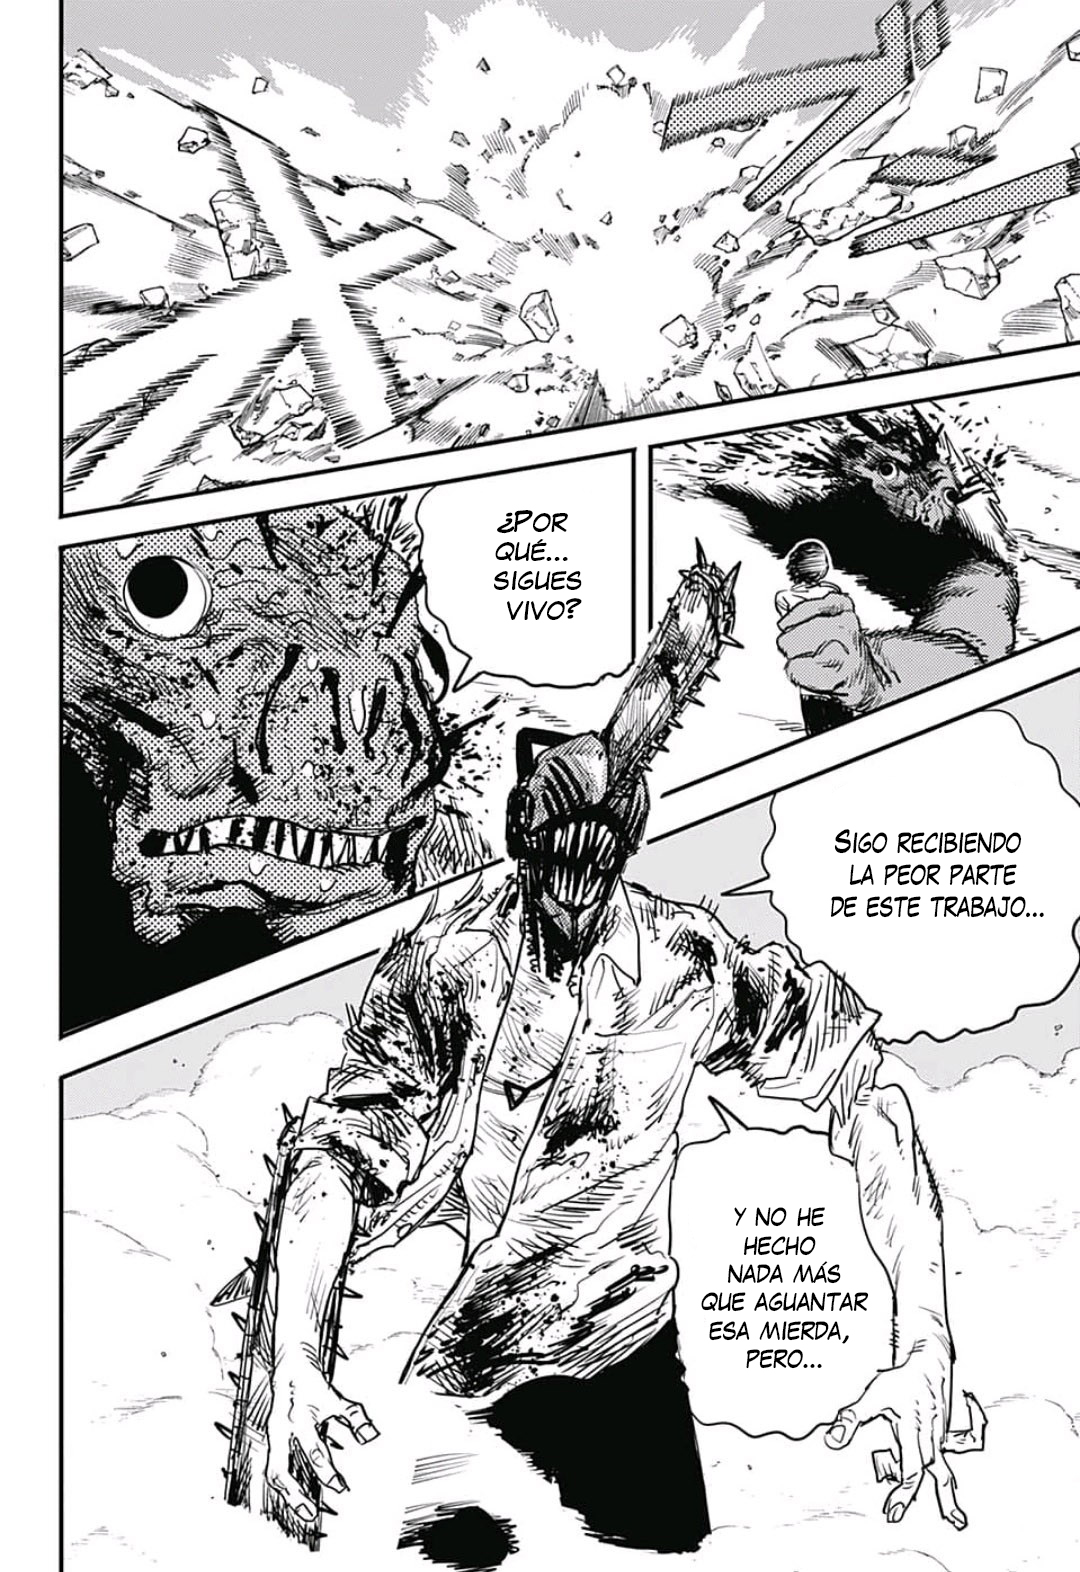 ¿POR
QUÉ...
SIGUES
VIVO?
SIGO RECIBIENDO
LA PEOR PARTE
DE ESTE TRABAJO...
Y NO HE
HECHO
NADA MÁS
QUE AGUANTAR
ESA MIERDA,
PERO...